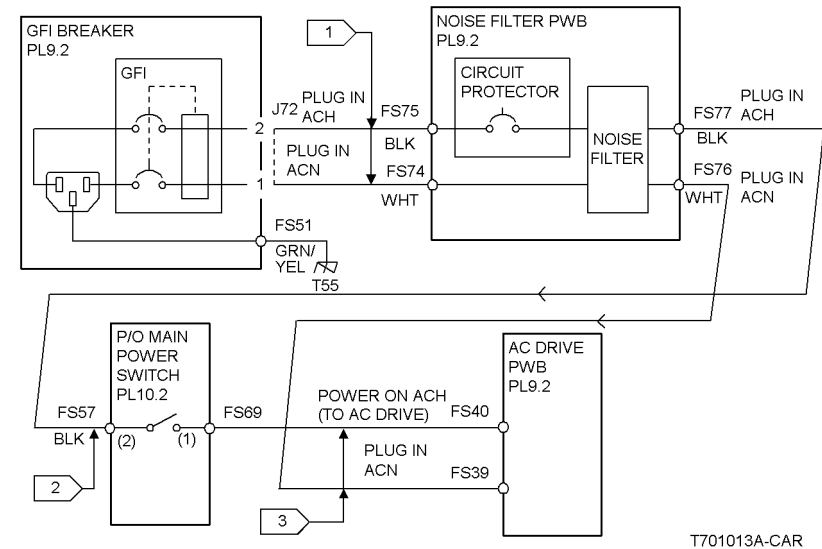 GFI BREAKER
PL9.2
GFI
J72
PLUG IN
ACH
2
PLUG IN
ACN
1
FS51
GRN/
YEL
T55
1
FS75
BLK
FS74
WHT
NOISE FILTER PWB
PL9.2
CIRCUIT
PROTECTOR
NOISE
FILTER
FS77
BLK
PLUG IN
ACH
FS76
WHT
PLUG IN
ACN
P/O MAIN
POWER
SWITCH
PL10.2
FS57
BLK
(2)
(1)
FS69
2
POWER ON ACH
(TO AC DRIVE)
FS40
PLUG IN
ACN
FS39
3
AC DRIVE
PWB
PL9.2
T701013A-CAR